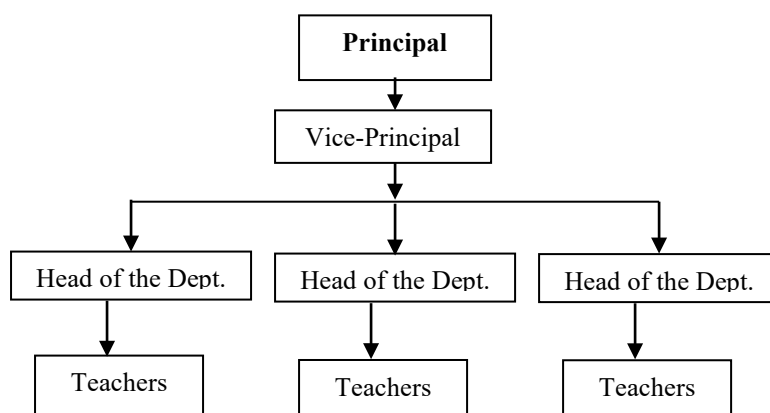 Principal
Vice-Principal
Head of the Dept.
Head of the Dept.
Head of the Dept.
Teachers
Teachers
Teachers